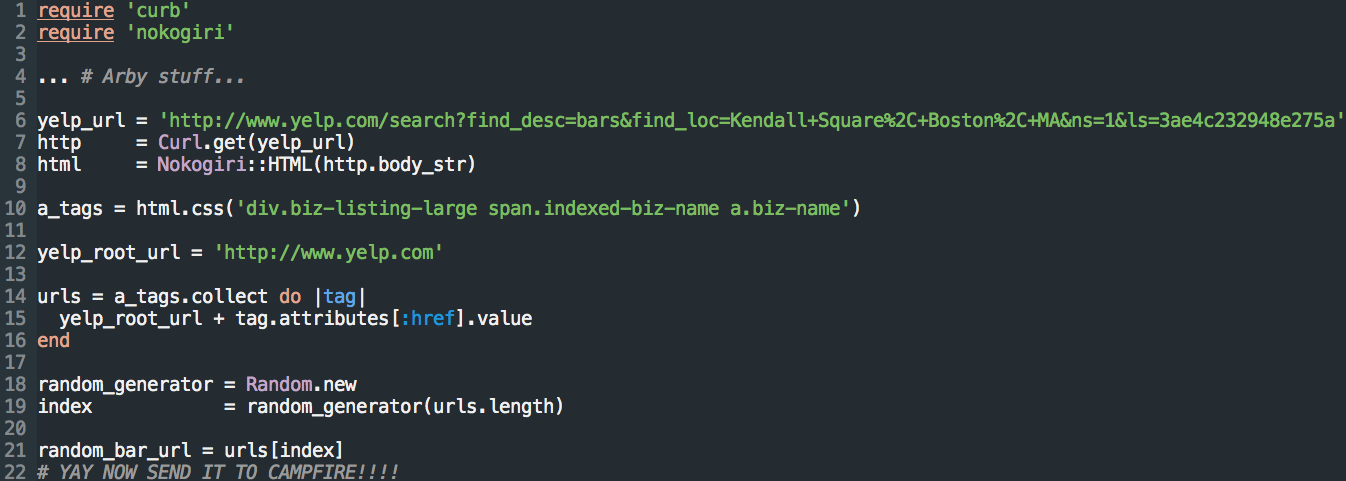 1 require 'curb'
2 require 'nokogiri'
3
4 ... # Arby stuff...
5
6 yelp_url = 'http://www.yelp.com/search?find_desc=bars&find_loc=Kendall+Square%2C+Boston%2C+MA&ns=1&ls=3ae4c232948e275a'
7 http     = Curl.get(yelp_url)
8 html     = Nokogiri::HTML(http.body_str)
9
10 a_tags = html.css('div.biz-listing-large span.indexed-biz-name a.biz-name')
11
12 yelp_root_url = 'http://www.yelp.com'
13
14 urls = a_tags.collect do |tag|
15   yelp_root_url + tag.attributes[:href].value
16 end
17
18 random_generator = Random.new
19 index            = random_generator(urls.length)
20
21 random_bar_url = urls[index]
22 # YAY NOW SEND IT TO CAMPFIRE!!!!